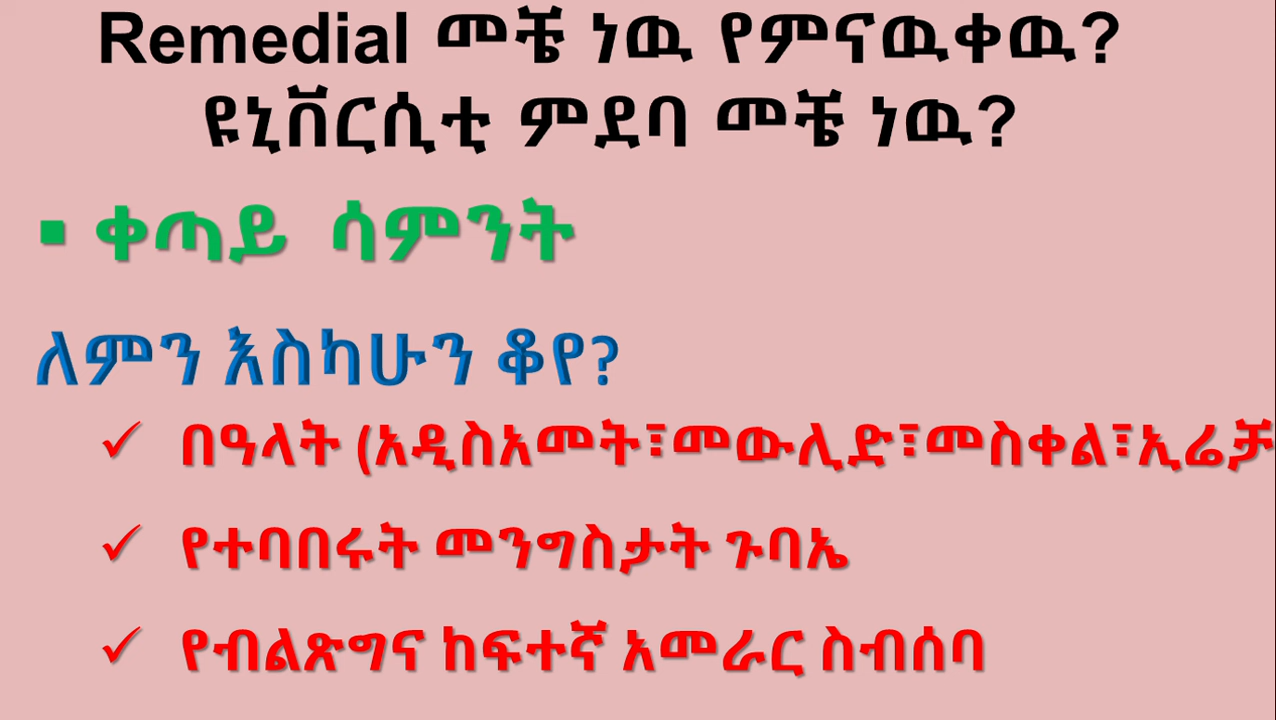 Remedial መቼ ነዉ የምናዉቀዉ?
ዩኒቨርሲቲ ምደባ መቼ ነዉ?
▪ ቀጣይ ሳምንት
ለምን እስካሁን ቆየ?
✓ በዓላት (አዲስአመት፣መውሊድ፣መስቀል፣ኢሬቻ
✓ የተባበሩት መንግስታት ጉባኤ
✓ የብልጽግና ከፍተኛ አመራር ስብሰባ